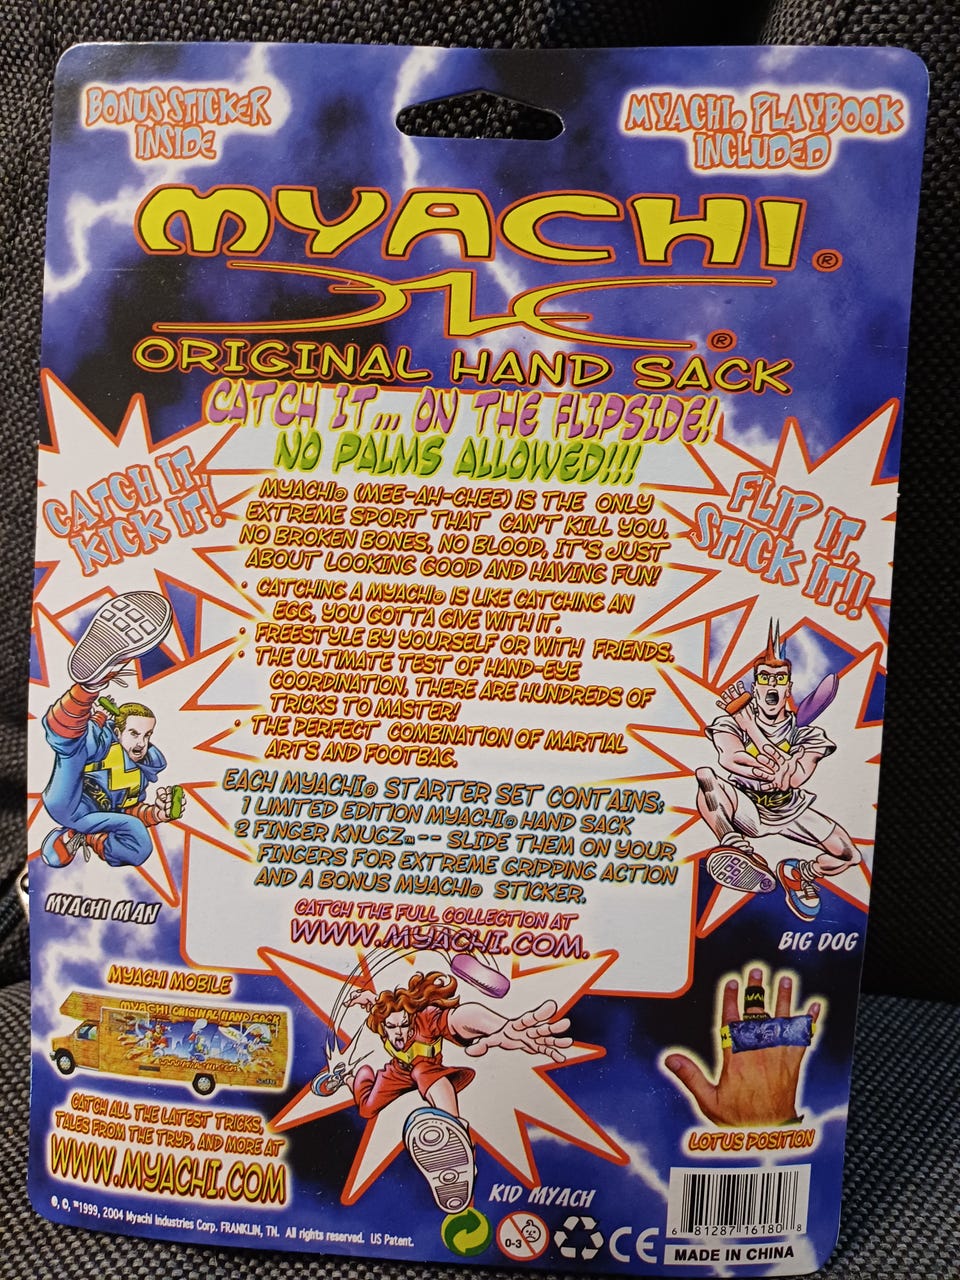 BONUS STICKER
INSIDE
MYACHI® PLAYBOOK
INCLUDED
MYACHI®
®
ORIGINAL HAND SACK
CATCH IT... ON THE FLIPSIDE!
NO PALMS ALLOWED!!!
CATCH IT,
KICK IT!
FLIP IT,
STICK IT!!
MYACHI® (MEE-AH-CHEE) IS THE ONLY
EXTREME SPORT THAT CAN'T KILL YOU.
NO BROKEN BONES, NO BLOOD, IT'S JUST
ABOUT LOOKING GOOD AND HAVING FUN!
• CATCHING A MYACHI® IS LIKE CATCHING AN
EGG, YOU GOTTA GIVE WITH IT.
• FREESTYLE BY YOURSELF OR WITH FRIENDS.
• THE ULTIMATE TEST OF HAND-EYE
COORDINATION, THERE ARE HUNDREDS OF
TRICKS TO MASTER!
• THE PERFECT COMBINATION OF MARTIAL
ARTS AND FOOTBAG.
EACH MYACHI® STARTER SET CONTAINS:
1 LIMITED EDITION MYACHI® HAND SACK
2 FINGER KNUGZ™ -- SLIDE THEM ON YOUR
FINGERS FOR EXTREME GRIPPING ACTION
AND A BONUS MYACHI® STICKER.
CATCH THE FULL COLLECTION AT
WWW.MYACHI.COM.
MYACHI MAN
BIG DOG
MYACHI MOBILE
MYACHI ORIGINAL HAND SACK
MYACHI
LOTUS POSITION
CATCH ALL THE LATEST TRICKS,
TALES FROM THE TRYP, AND MORE AT
WWW.MYACHI.COM
KID MYACH
®, ©, ™1999, 2004 Myachi Industries Corp. FRANKLIN, TN. All rights reserved. US Patent.
0-3
CE
6 81287 16180 8
MADE IN CHINA